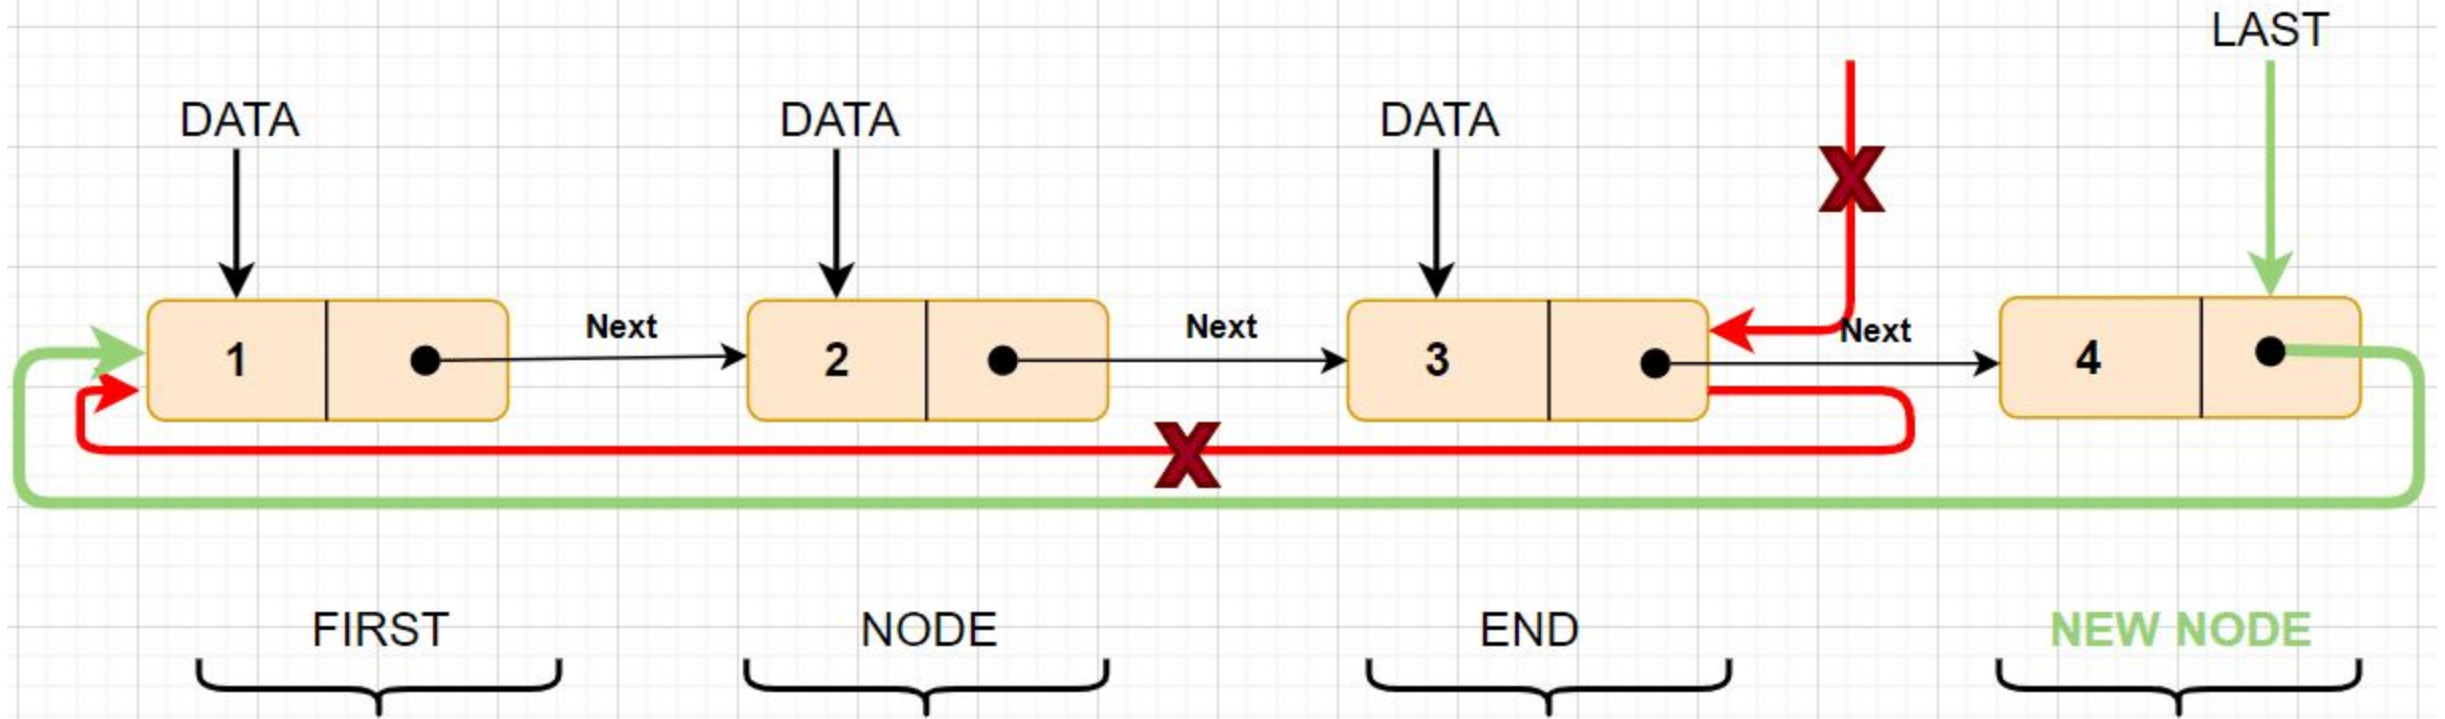 LAST
DATA
DATA
DATA
Next
Next
Next
1
2
3
4
FIRST
NODE
END
NEW NODE